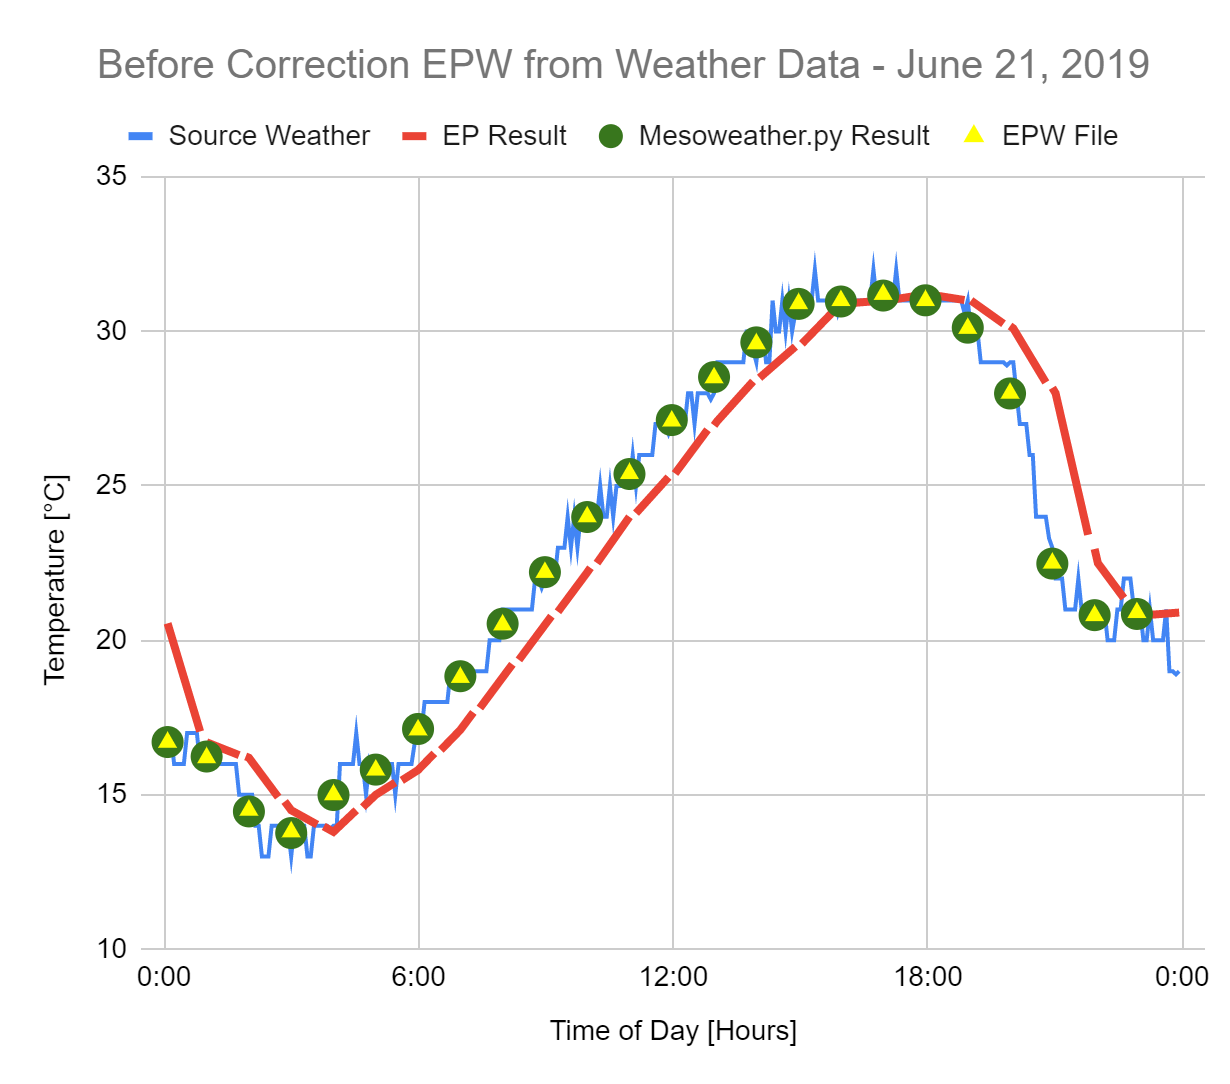 Before Correction EPW from Weather Data - June 21, 2019
Source Weather EP Result Mesoweather.py Result EPW File
35
30
25
20
15
10
Temperature [°C]
0:00 6:00 12:00 18:00 0:00
Time of Day [Hours]